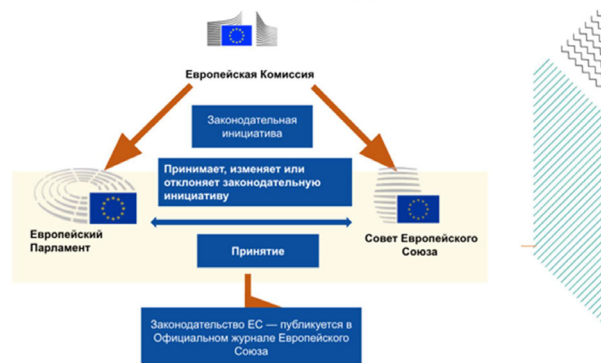 Европейская Комиссия
Законодательная
инициатива
Принимает, изменяет или
отклоняет законодательную
инициативу
Европейский
Парламент
Совет Европейского
Союза
Принятие
Законодательство ЕС — публикуется в
Официальном журнале Европейского
Союза